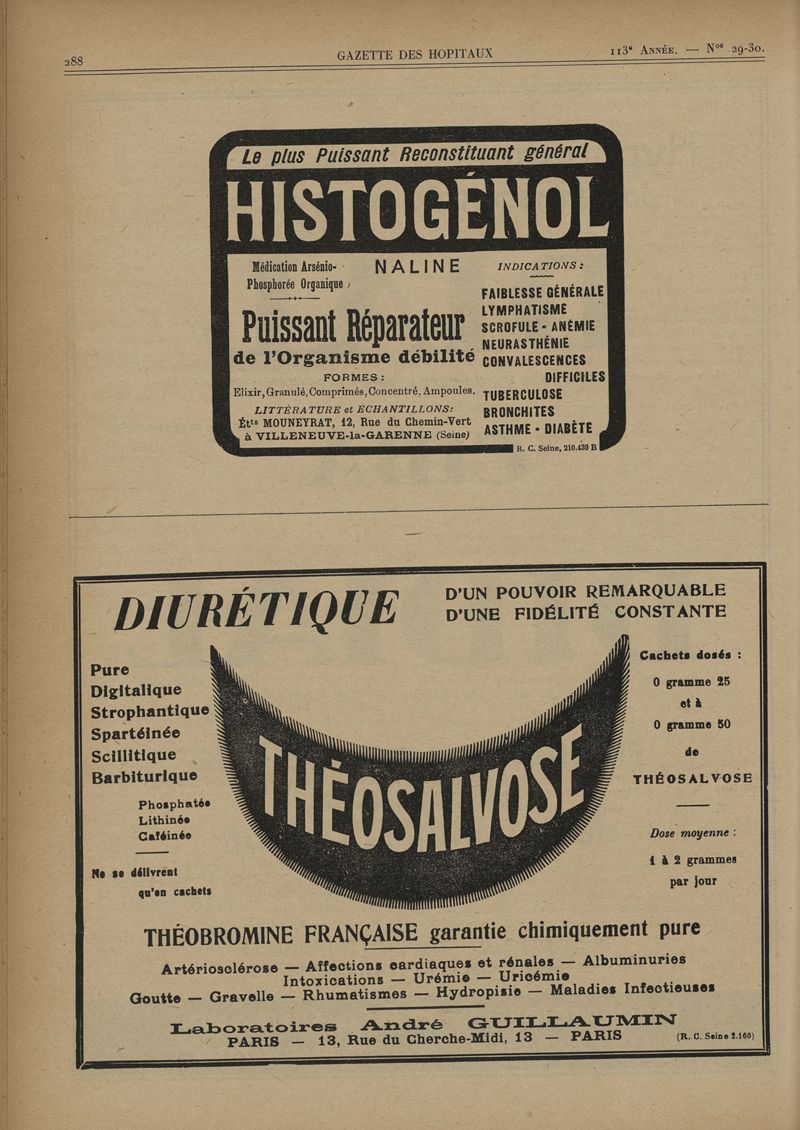 288
GAZETTE DES HOPITAUX
113e ANNÉE. — Nos 29-30.
Le plus Puissant Reconstituant général
HISTOGÉNOL
Médication Arsénio-
Phosphorée Organique
NALINE
Puissant Réparateur
de l'Organisme débilité
FORMES :
Elixir, Granulé, Comprimés, Concentré, Ampoules.
LITTÉRATURE et ÉCHANTILLONS:
Étts MOUNEYRAT, 12, Rue du Chemin-Vert
à VILLENEUVE-la-GARENNE (Seine)
INDICATIONS :
FAIBLESSE GÉNÉRALE
LYMPHATISME
SCROFULE - ANÉMIE
NEURASTHÉNIE
CONVALESCENCES
DIFFICILES
TUBERCULOSE
BRONCHITES
ASTHME - DIABÈTE
R. C. Seine, 210.439 B
DIURÉTIQUE
D'UN POUVOIR REMARQUABLE
D'UNE FIDÉLITÉ CONSTANTE
Pure
Digitalique
Strophantique
Spartéinée
Scillitique
Barbiturique
Phosphatée
Lithinée
Caféinée
Ne se délivrent
qu'en cachets
THÉOSALVOSE
Cachets dosés :
0 gramme 25
et à
0 gramme 50
de
THÉOSALVOSE
Dose moyenne :
1 à 2 grammes
par jour
THÉOBROMINE FRANÇAISE garantie chimiquement pure
Artériosclérose — Affections cardiaques et rénales — Albuminuries
Intoxications — Urémie — Uricémie
Goutte — Gravelle — Rhumatismes — Hydropisie — Maladies Infectieuses
Laboratoires André GUILLAUMIN
PARIS — 13, Rue du Cherche-Midi, 13 — PARIS
(R. C. Seine 2.160)